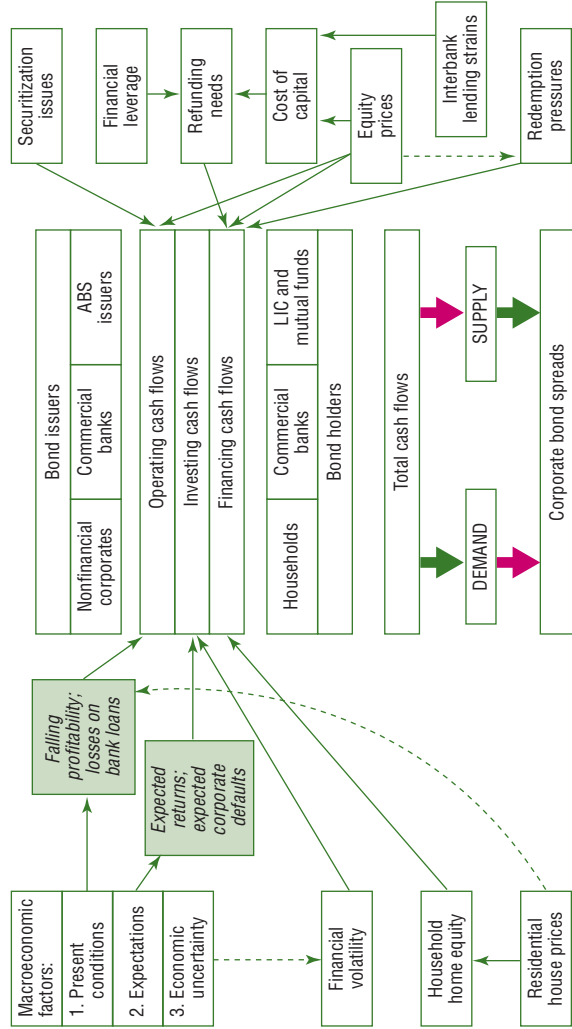 Macroeconomic
factors:
1. Present
conditions
2. Expectations
3. Economic
uncertainty
Financial
volatility
Household
home equity
Residential
house prices
Falling
profitability;
losses on
bank loans
Expected
returns;
expected
corporate
defaults
Bond issuers
Nonfinancial
corporates
Commercial
banks
ABS
issuers
Operating cash flows
Investing cash flows
Financing cash flows
Households
Commercial
banks
LIC and
mutual funds
Bond holders
Total cash flows
DEMAND
SUPPLY
Corporate bond spreads
Securitization
issues
Financial
leverage
Refunding
needs
Cost of
capital
Equity
prices
Interbank
lending strains
Redemption
pressures